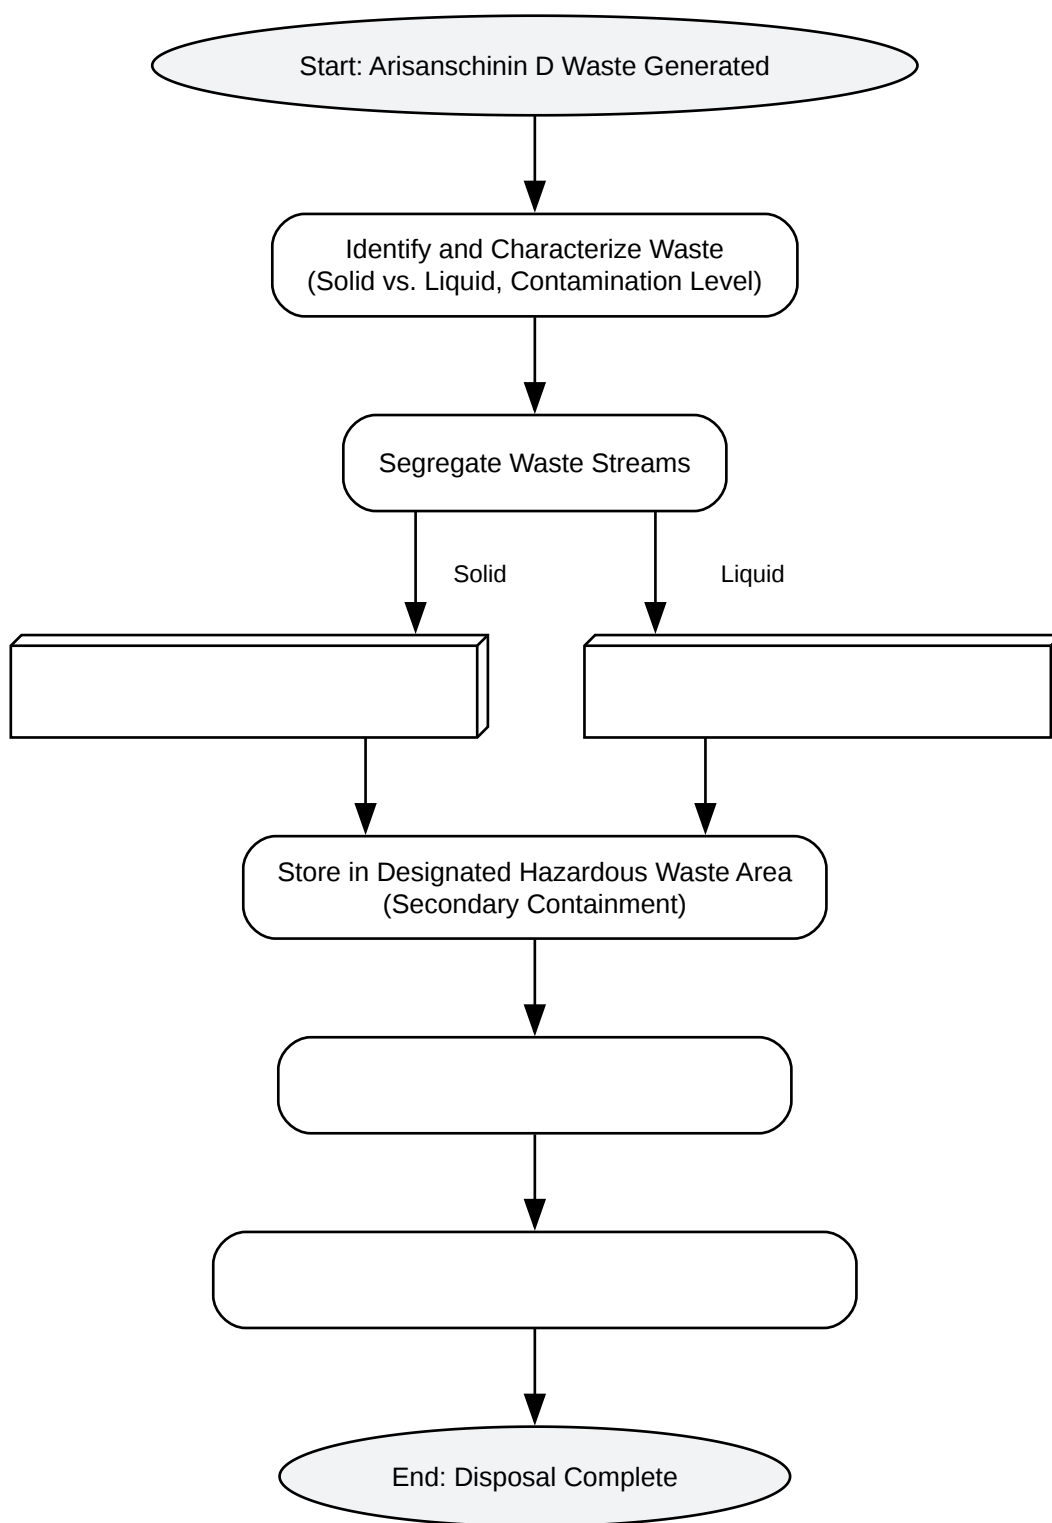 Start: Arisanschinin D Waste Generated
Identify and Characterize Waste
(Solid vs. Liquid, Contamination Level)
Segregate Waste Streams
Solid
Liquid
Store in Designated Hazardous Waste Area
(Secondary Containment)
End: Disposal Complete